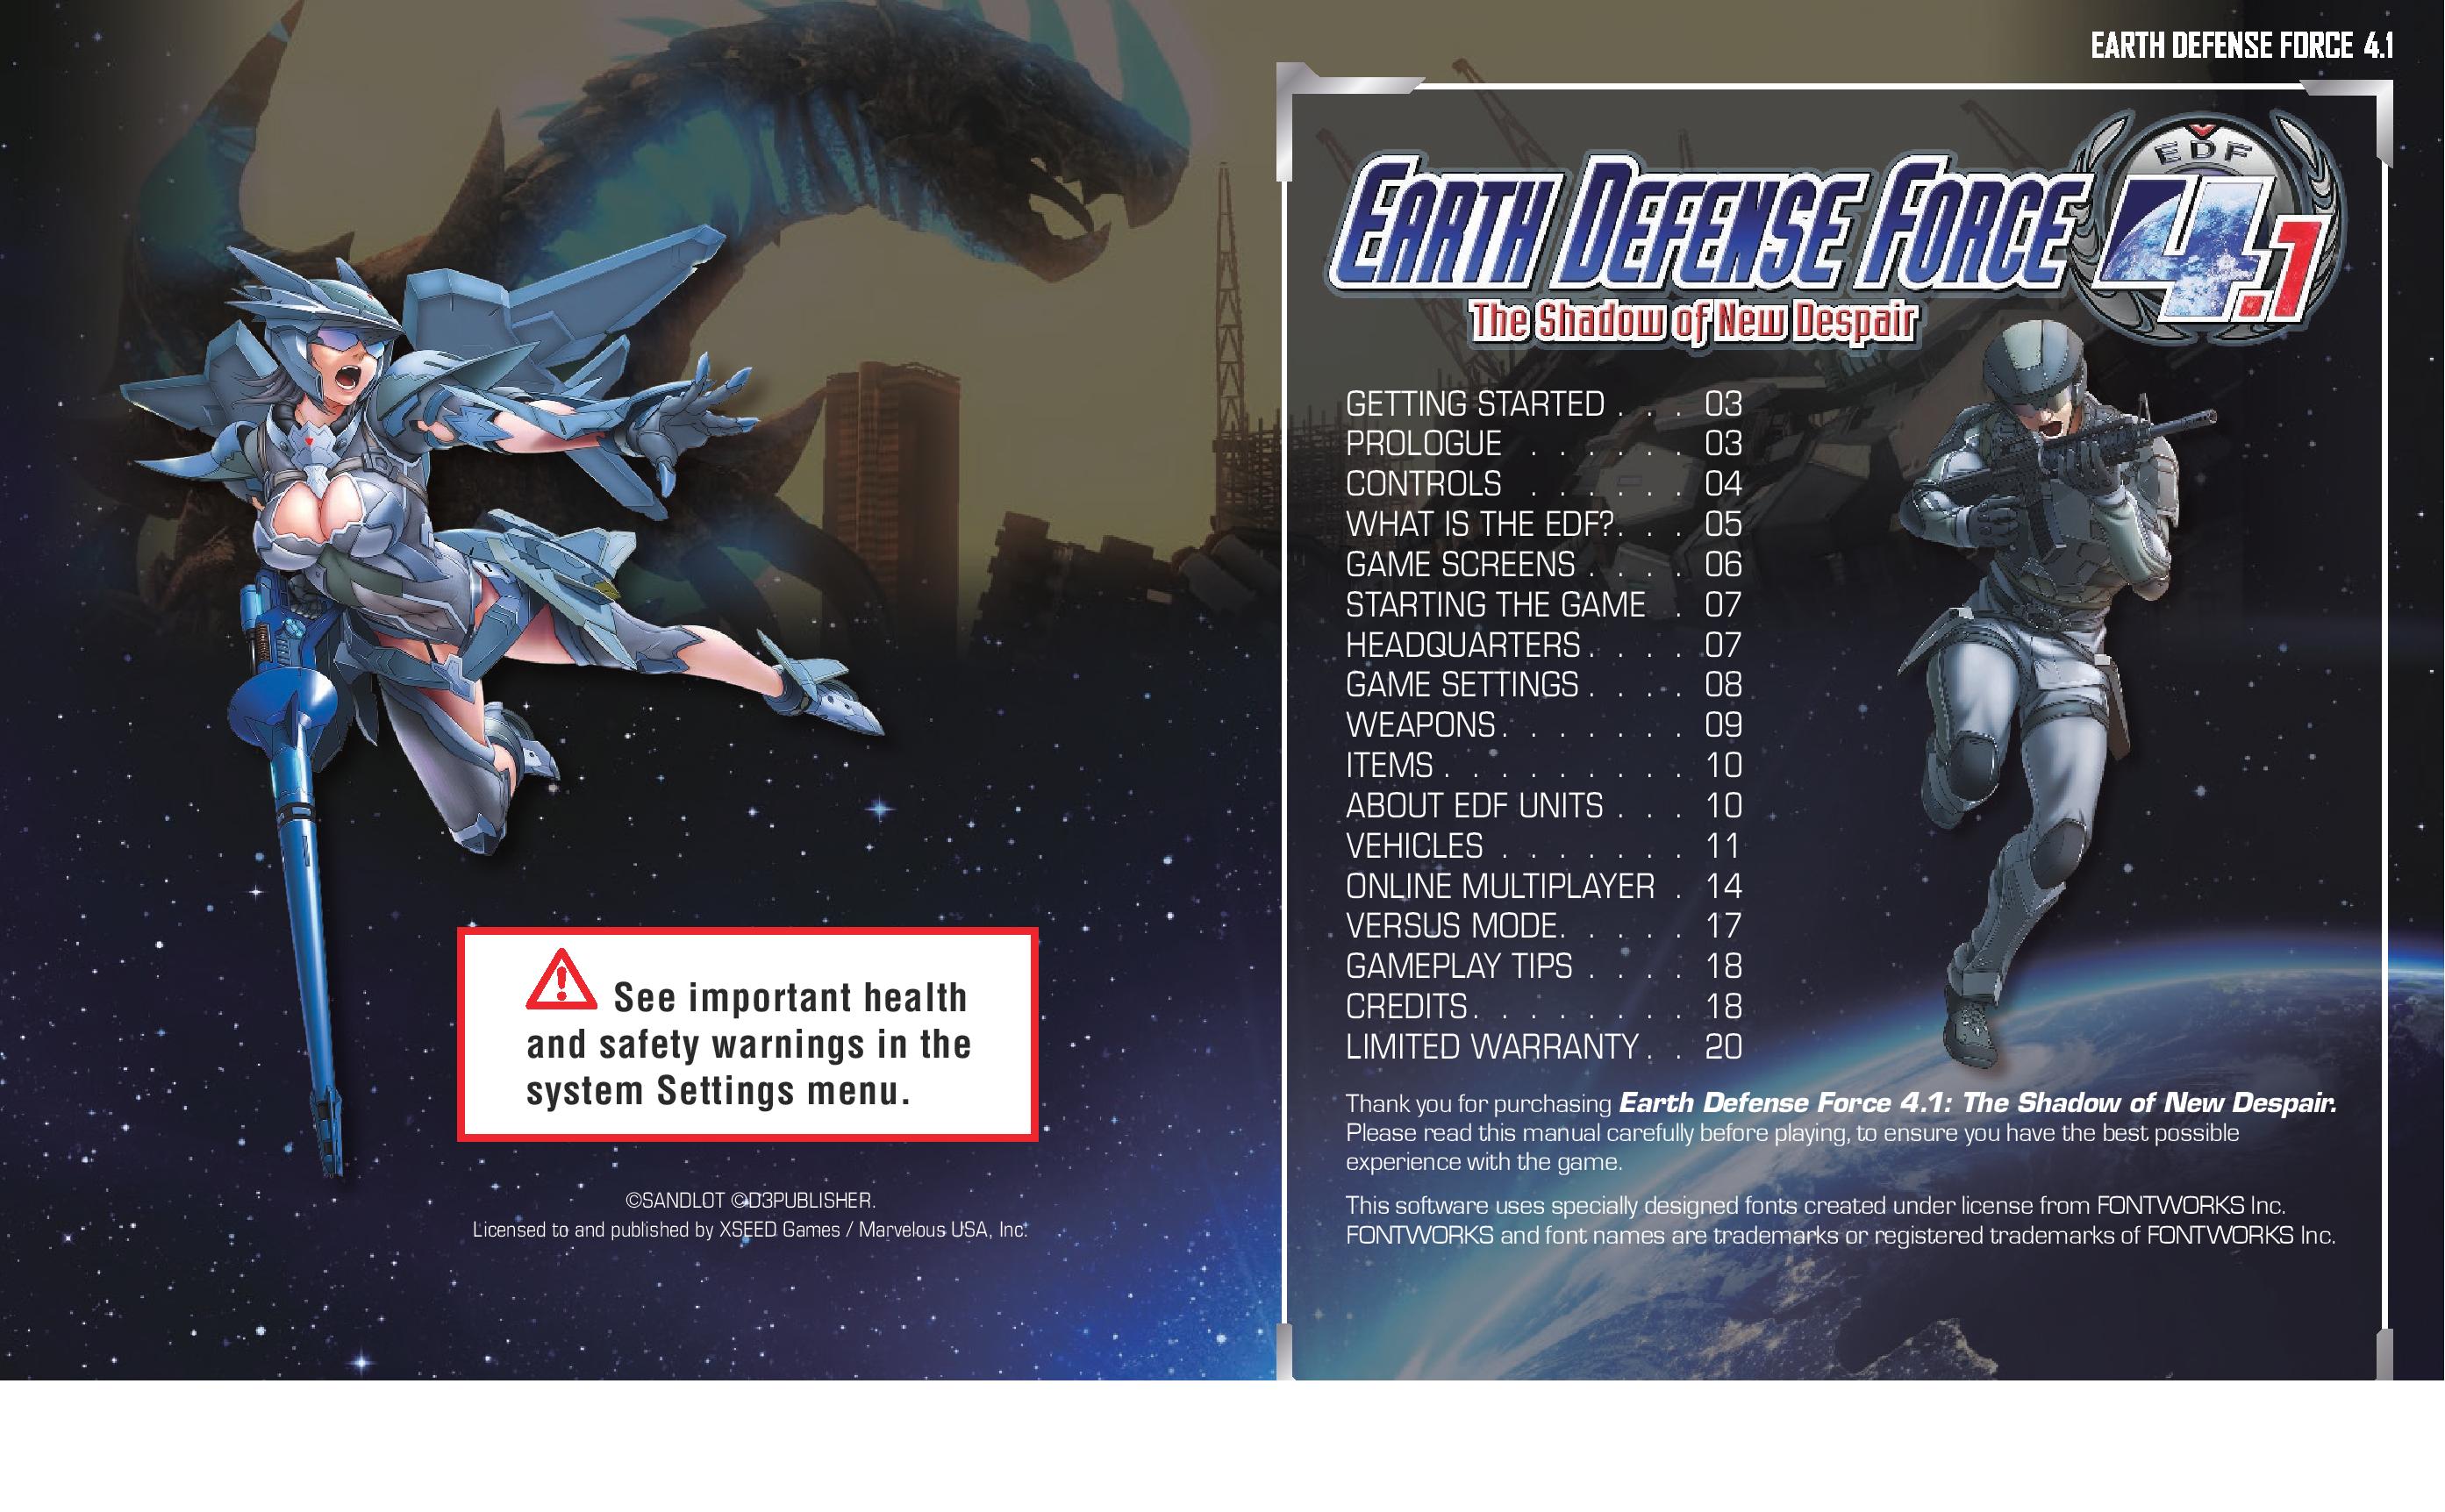 See important health
and safety warnings in the
system Settings menu.
©SANDLOT ©D3PUBLISHER.
Licensed to and published by XSEED Games / Marvelous USA, Inc.
EARTH DEFENSE FORCE 4.1
EDF
EARTH DEFENSE FORCE 4.1
The Shadow of New Despair
GETTING STARTED . . . 03
PROLOGUE . . . . . . 03
CONTROLS . . . . . . 04
WHAT IS THE EDF?. . . 05
GAME SCREENS . . . . 06
STARTING THE GAME . 07
HEADQUARTERS . . . . 07
GAME SETTINGS . . . . 08
WEAPONS. . . . . . . 09
ITEMS . . . . . . . . . 10
ABOUT EDF UNITS . . . 10
VEHICLES . . . . . . . 11
ONLINE MULTIPLAYER . 14
VERSUS MODE. . . . . 17
GAMEPLAY TIPS . . . . 18
CREDITS. . . . . . . . 18
LIMITED WARRANTY . . 20
Thank you for purchasing Earth Defense Force 4.1: The Shadow of New Despair.
Please read this manual carefully before playing, to ensure you have the best possible
experience with the game.
This software uses specially designed fonts created under license from FONTWORKS Inc.
FONTWORKS and font names are trademarks or registered trademarks of FONTWORKS Inc.